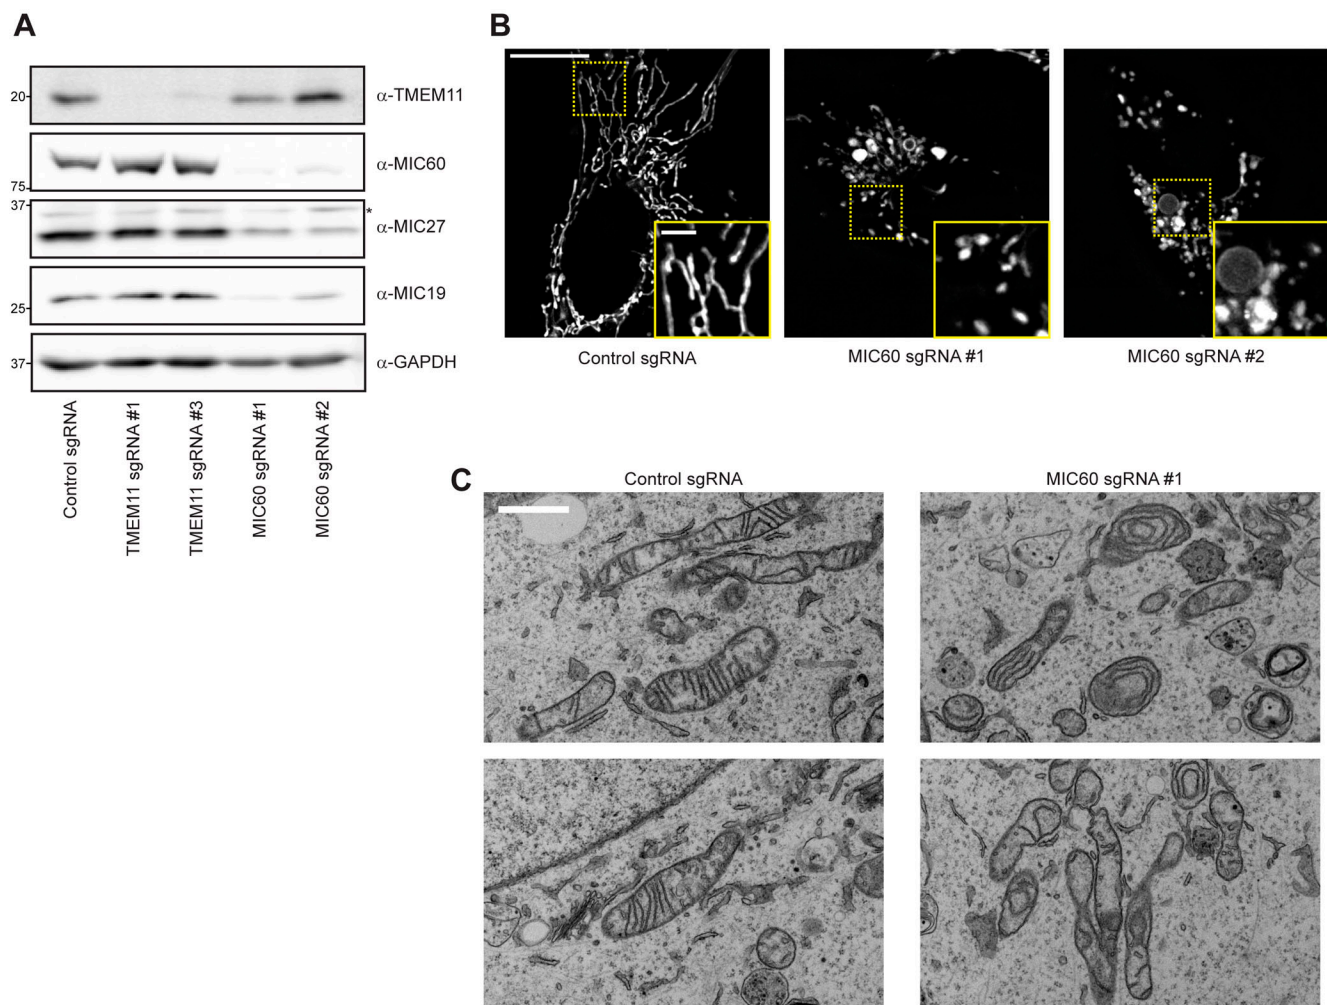 A
20
α-TMEM11
75
α-MIC60
37
*
α-MIC27
25
α-MIC19
37
α-GAPDH
Control sgRNA
TMEM11 sgRNA #1
TMEM11 sgRNA #3
MIC60 sgRNA #1
MIC60 sgRNA #2
B
Control sgRNA
MIC60 sgRNA #1
MIC60 sgRNA #2
C
Control sgRNA
MIC60 sgRNA #1